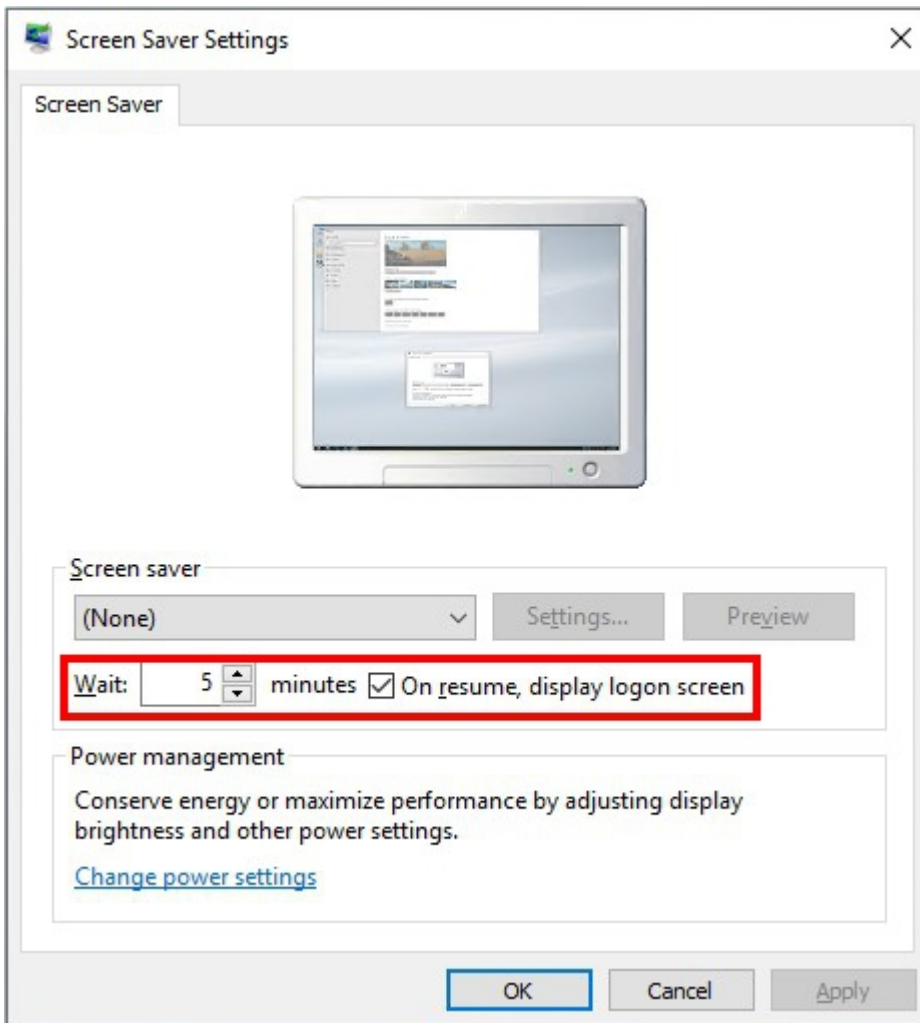 Screen Saver Settings
Screen Saver
Screen saver
(None)
Settings...
Preview
Wait: 5 minutes On resume, display logon screen
Power management
Conserve energy or maximize performance by adjusting display
brightness and other power settings.
Change power settings
OK
Cancel
Apply